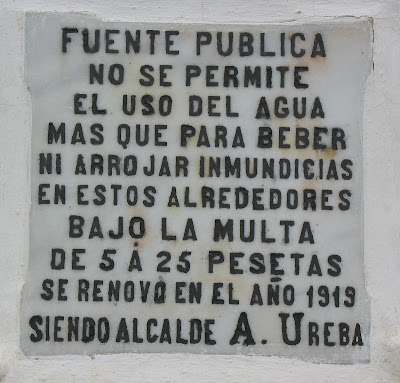 FUENTE PUBLICA
NO SE PERMITE
EL USO DEL AGUA
MAS QUE PARA BEBER
NI ARROJAR INMUNDICIAS
EN ESTOS ALREDEDORES
BAJO LA MULTA
DE 5 A 25 PESETAS
SE RENOVO EN EL AÑO 1919
SIENDO ALCALDE A. UREBA